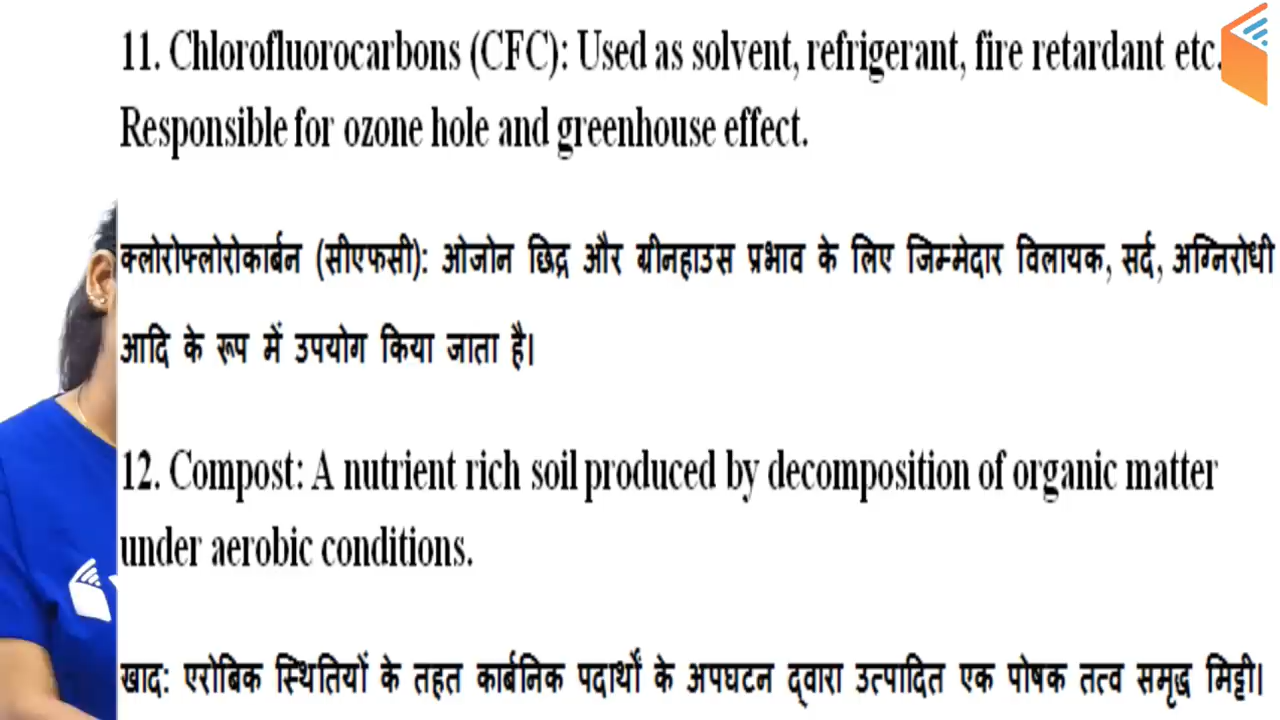 11. Chlorofluorocarbons (CFC): Used as solvent, refrigerant, fire retardant etc.
Responsible for ozone hole and greenhouse effect.
क्लोरोफ्लोरोकार्बन (सीएफसी): ओजोन छिद्र और ग्रीनहाउस प्रभाव के लिए जिम्मेदार विलायक, सर्द, अग्निरोधी
आदि के रूप में उपयोग किया जाता है।
12. Compost: A nutrient rich soil produced by decomposition of organic matter
under aerobic conditions.
खाद: एरोबिक स्थितियों के तहत कार्बनिक पदार्थों के अपघटन द्वारा उत्पादित एक पोषक तत्व समृद्ध मिट्टी।